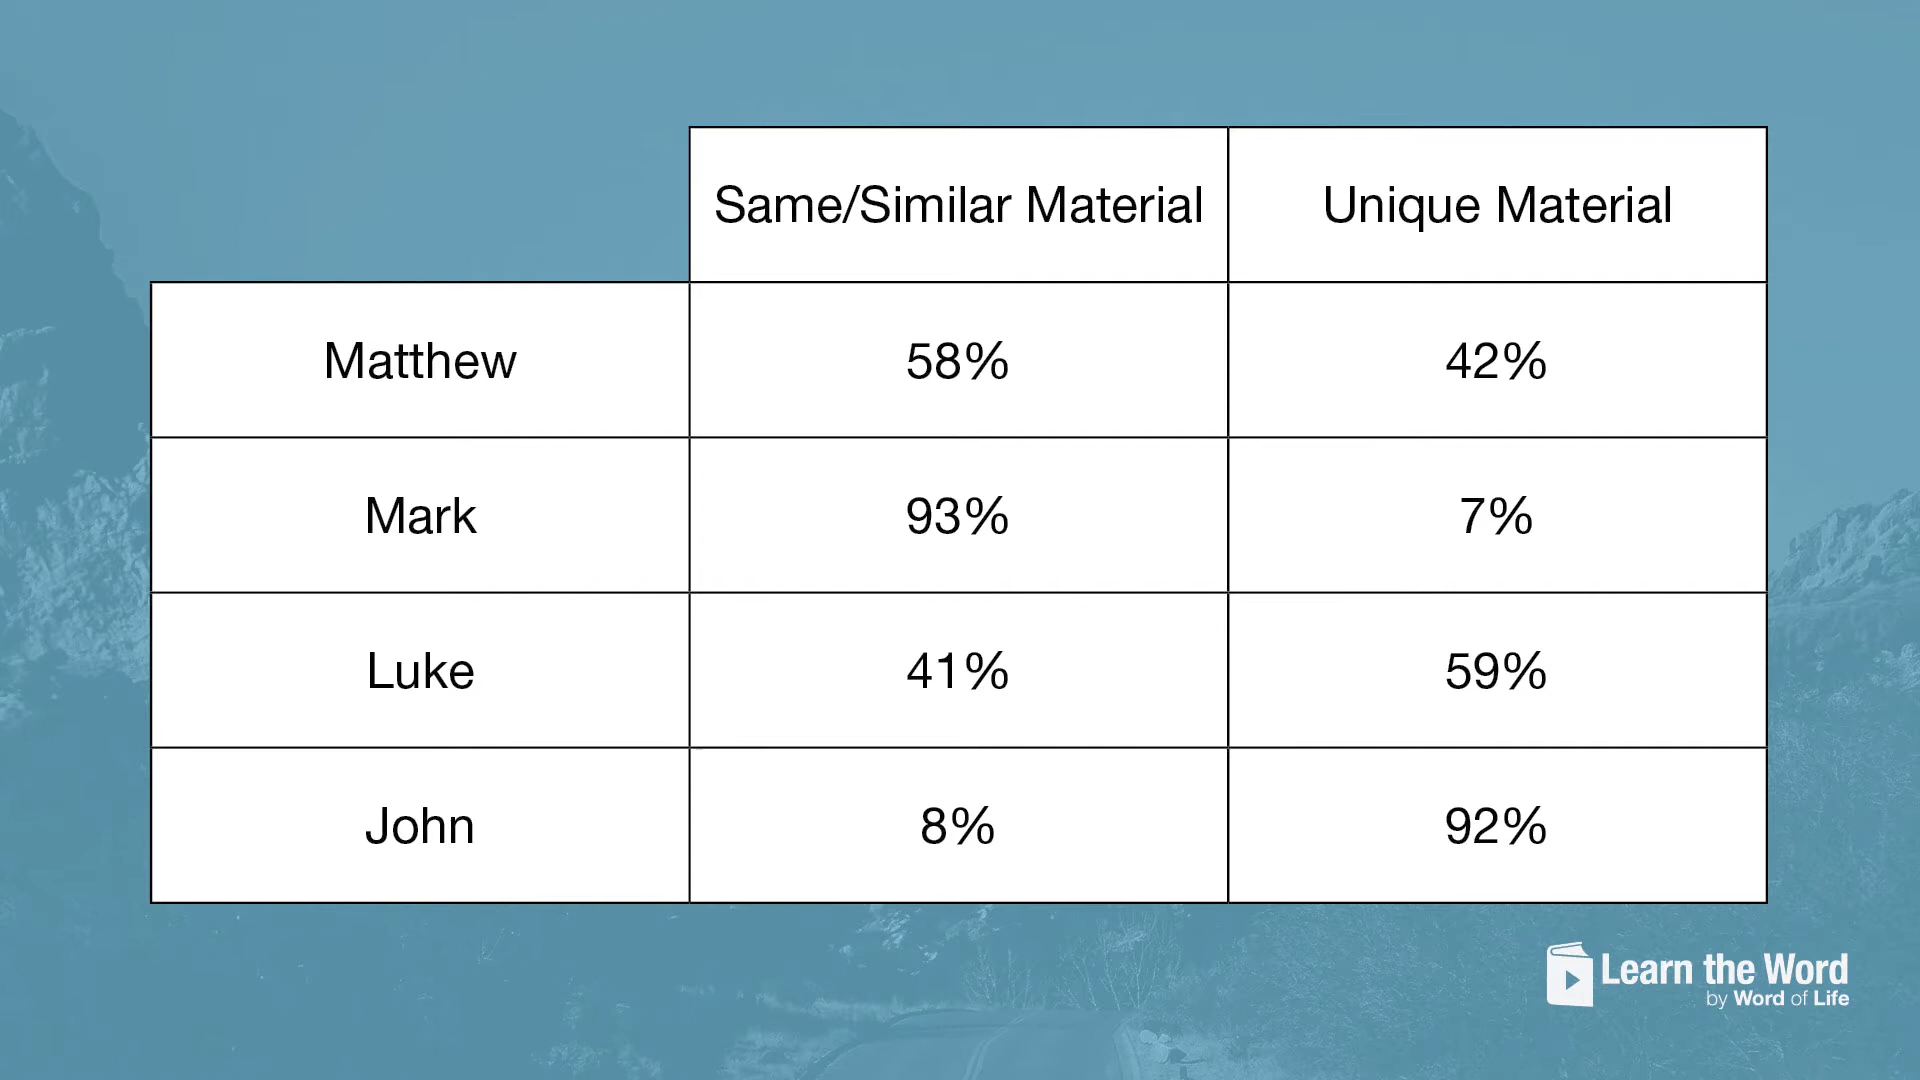 Same/Similar Material Unique Material
Matthew 58% 42%
Mark 93% 7%
Luke 41% 59%
John 8% 92%
Learn the Word
by Word of Life